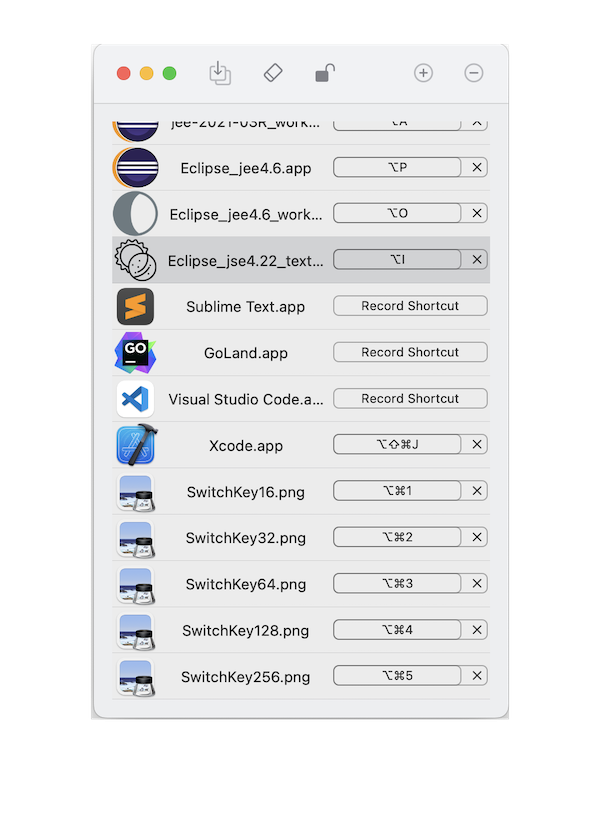 jee-2021-03R_work... ⌥A ×
Eclipse_jee4.6.app ⌥P ×
Eclipse_jee4.6_work... ⌥O ×
Eclipse_jse4.22_text... ⌥I ×
Sublime Text.app Record Shortcut
GO
GoLand.app Record Shortcut
Visual Studio Code.a... Record Shortcut
Xcode.app ⌥⇧⌘J ×
SwitchKey16.png ⌥⌘1 ×
SwitchKey32.png ⌥⌘2 ×
SwitchKey64.png ⌥⌘3 ×
SwitchKey128.png ⌥⌘4 ×
SwitchKey256.png ⌥⌘5 ×